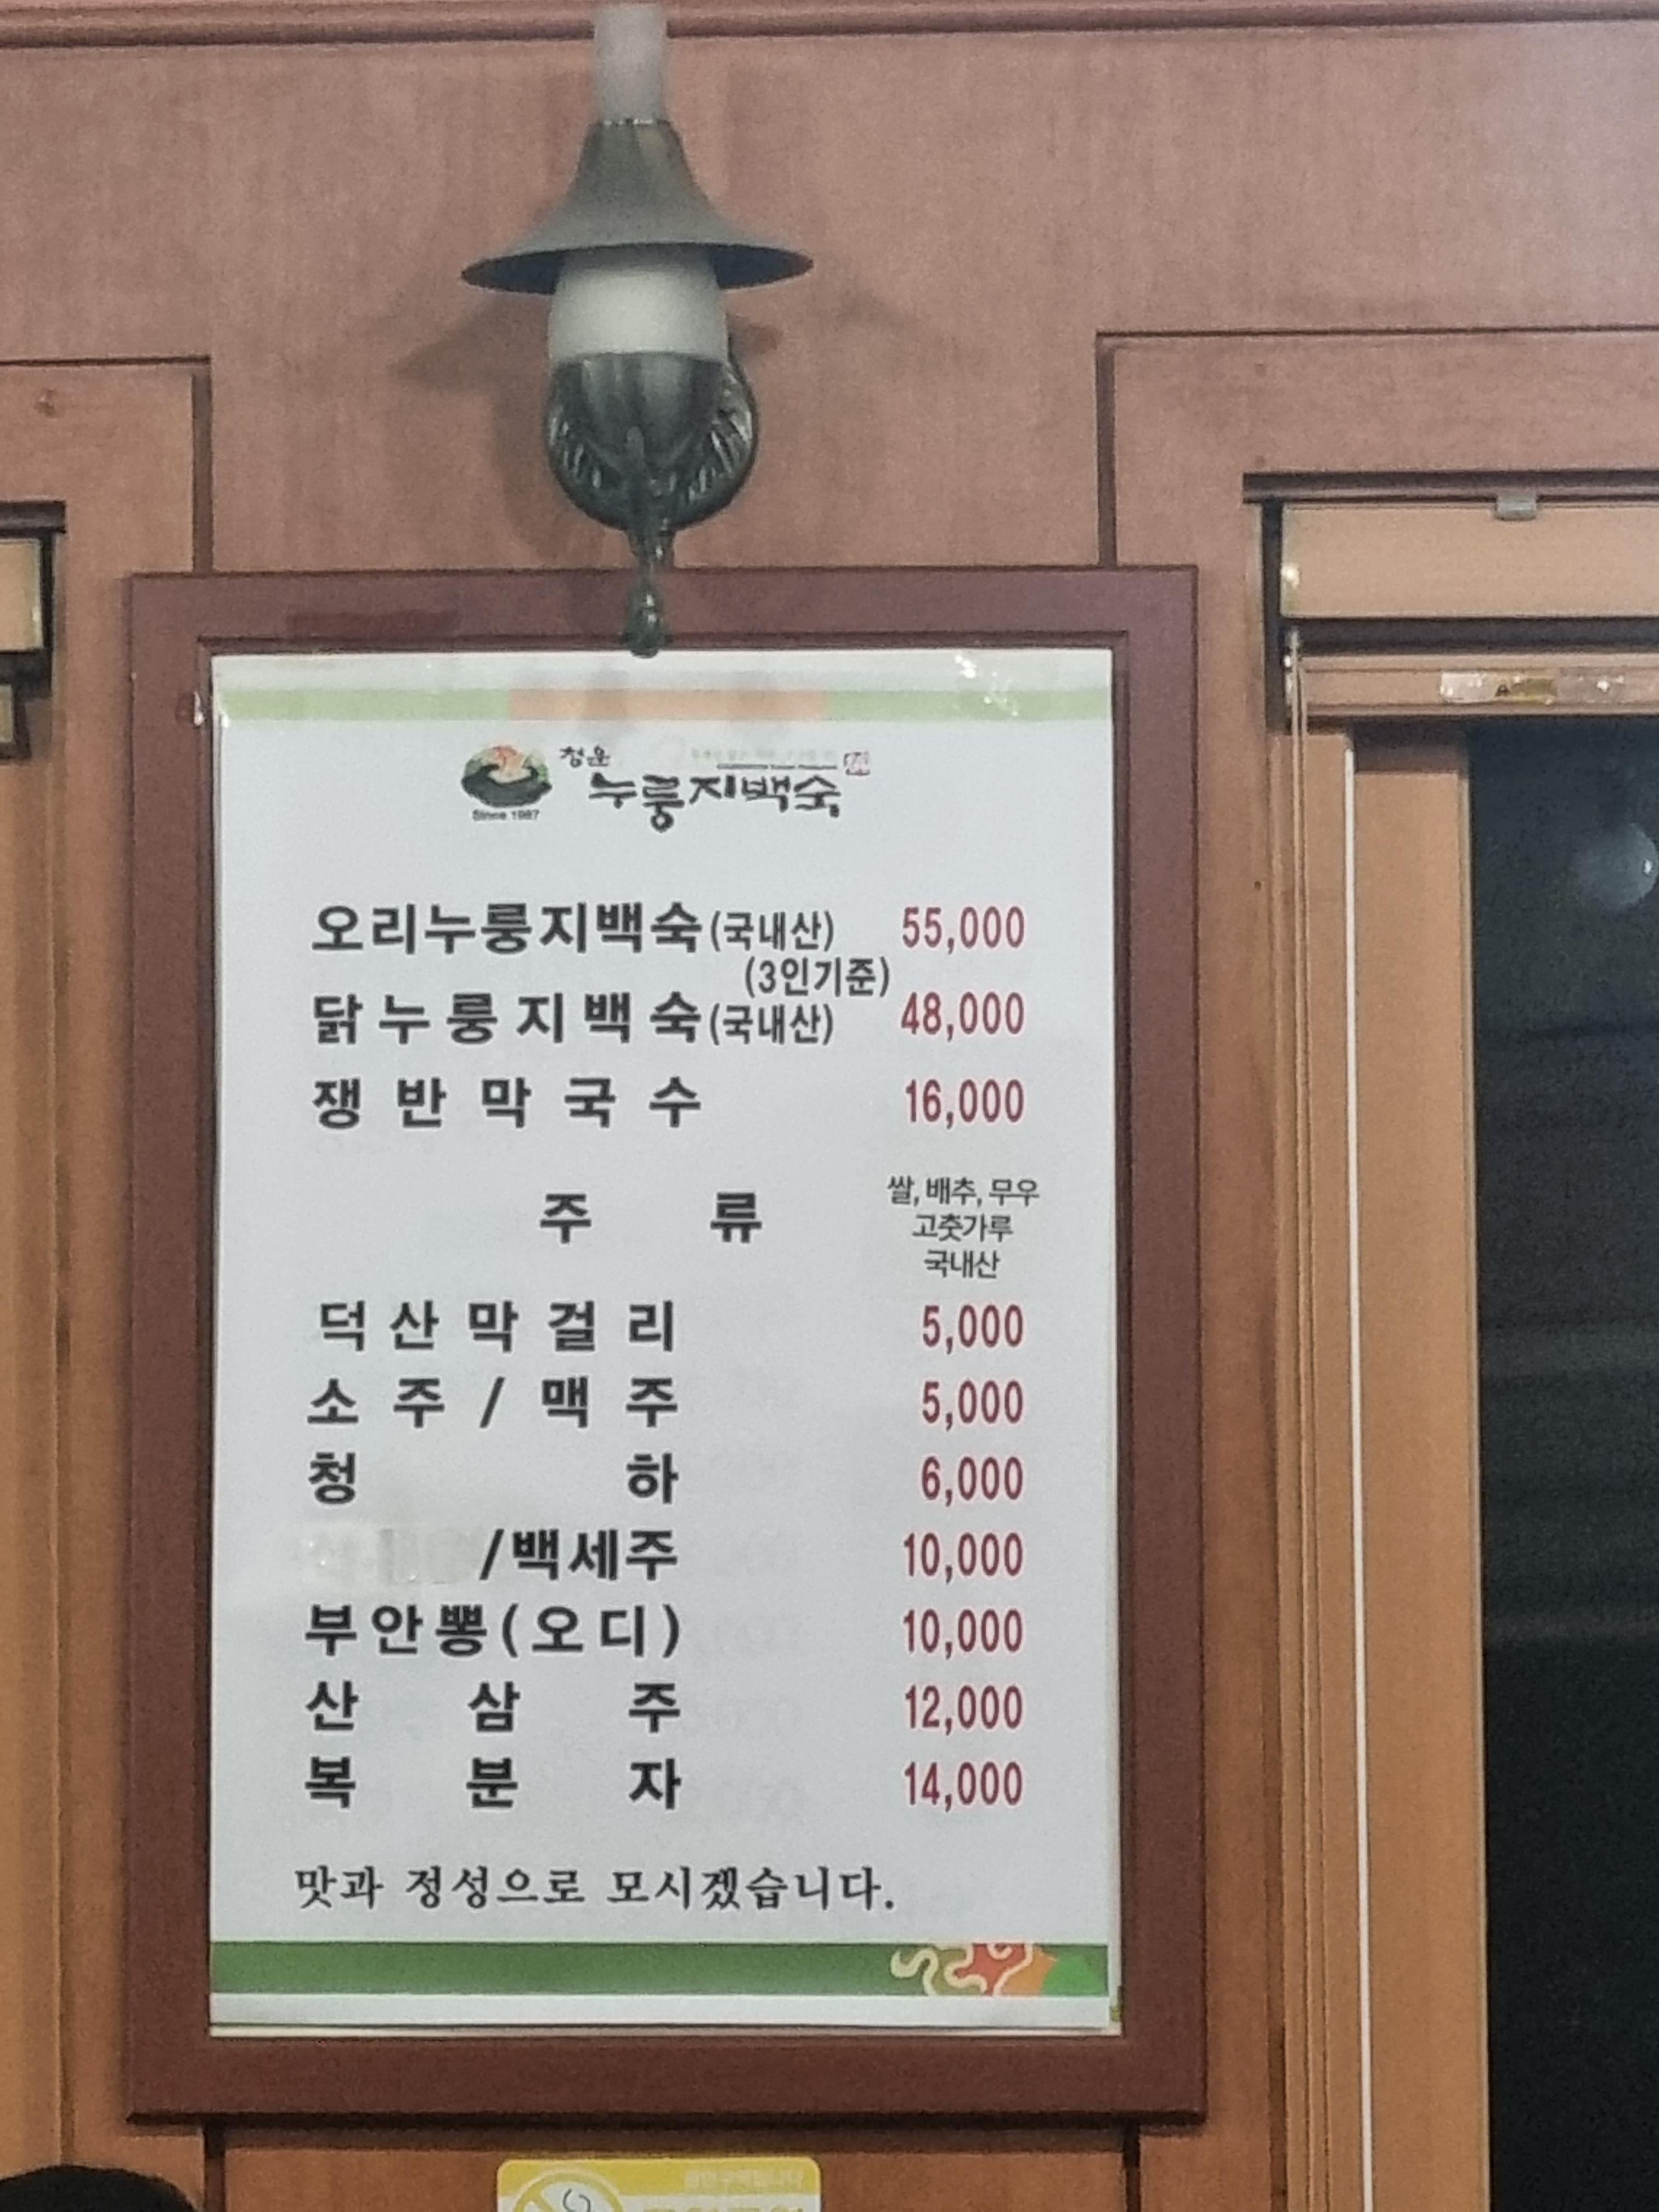 청운
누룽지백숙
Since 1987
오리누룽지백숙(국내산) 55,000
(3인기준)
닭누룽지백숙(국내산) 48,000
쟁반막국수 16,000
주류
쌀, 배추, 무우
고춧가루
국내산
덕산막걸리 5,000
소주/맥주 5,000
청하 6,000
/백세주 10,000
부안뽕(오디) 10,000
산삼주 12,000
복분자 14,000
맛과 정성으로 모시겠습니다.